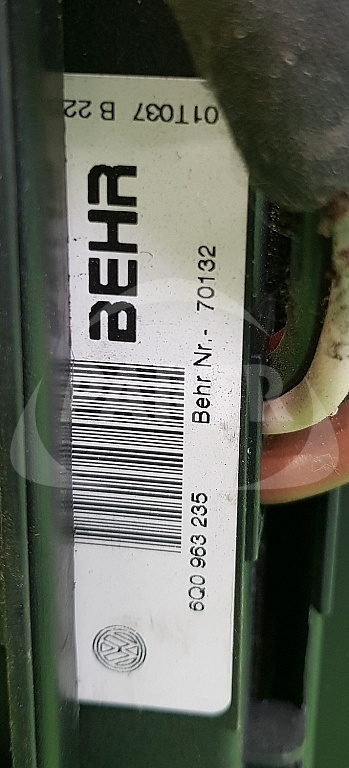 BEHR
Behr Nr.- 70132
6Q0 963 235
01T037 B 22